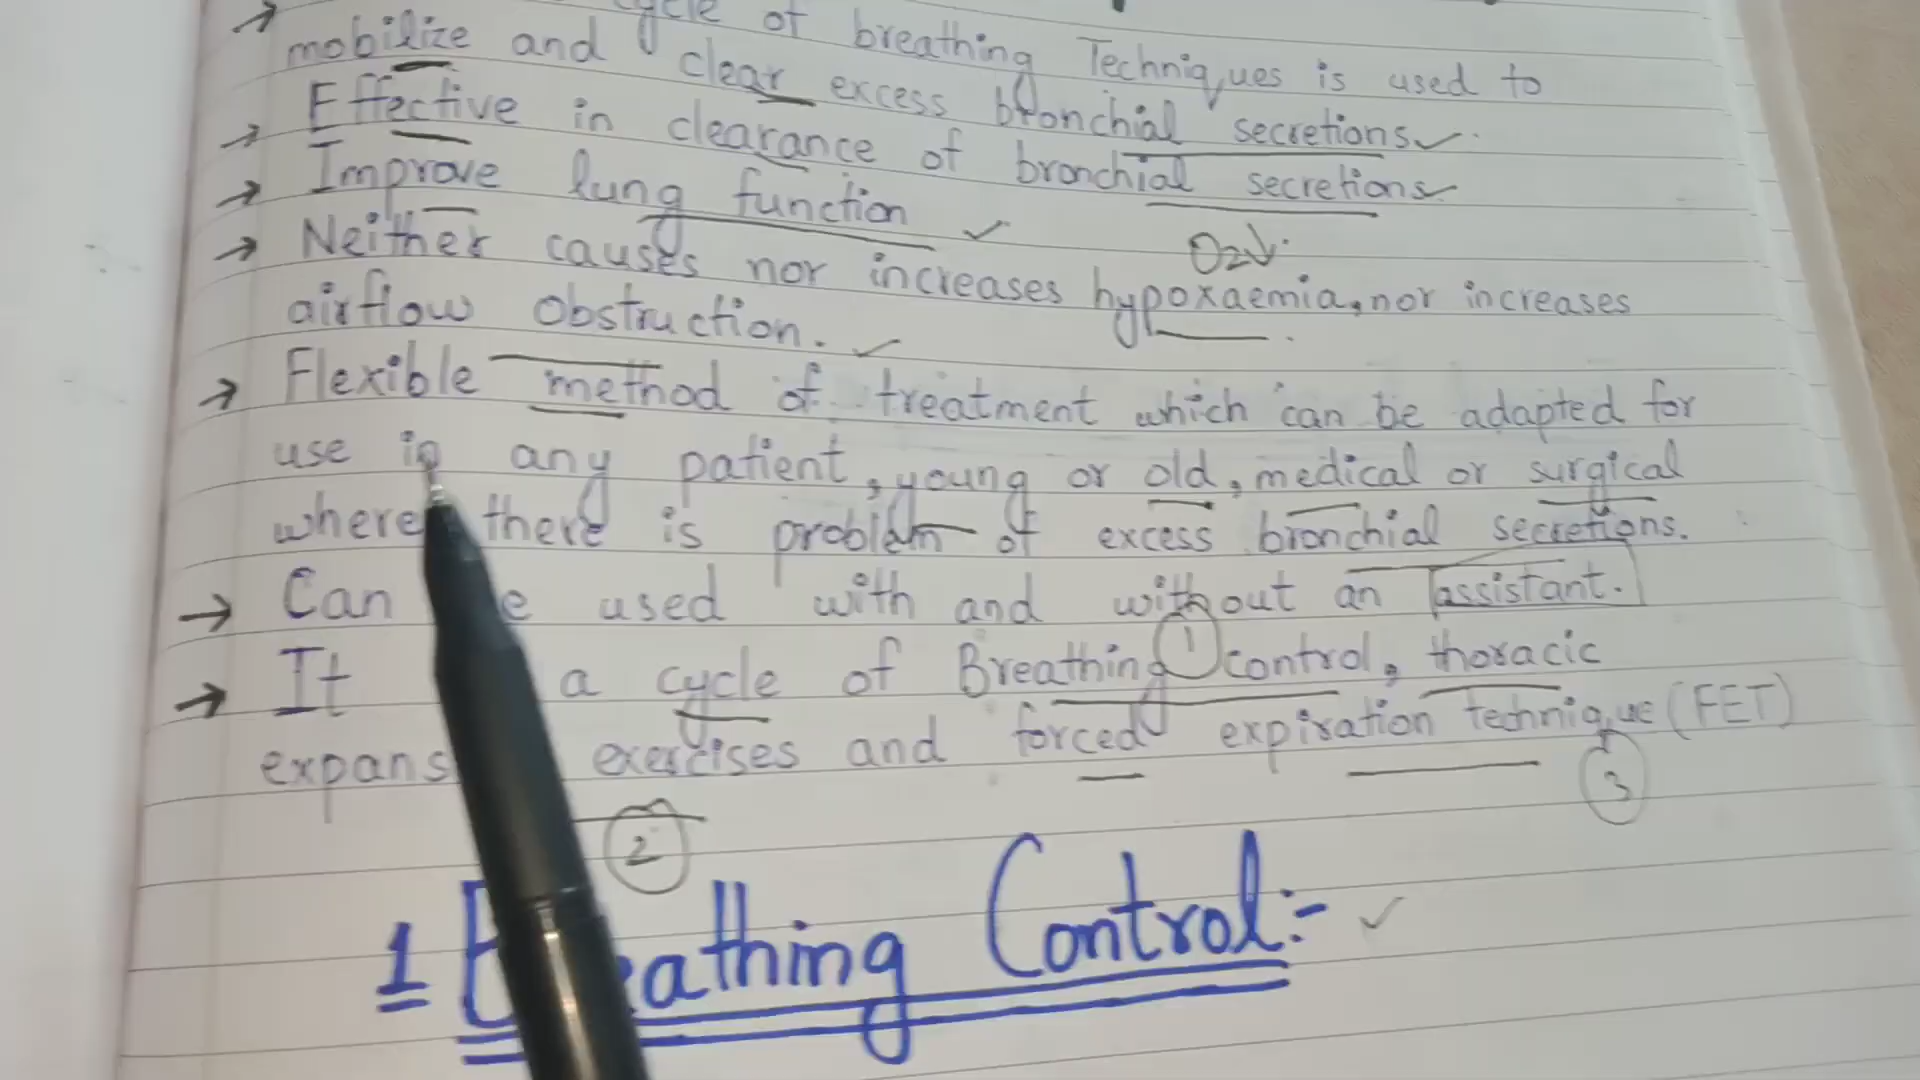 → cycle of breathing Techniques is used to
mobilize and clear excess bronchial secretions ✓.
→ Effective in clearance of bronchial secretions.
→ Improve lung function ✓
O2↓.
→ Neither causes nor increases hypoxaemia, nor increases
airflow obstruction. ✓
→ Flexible method of treatment which can be adapted for
use in any patient, young or old, medical or surgical
where there is problem of excess bronchial secretions.
→ Can e used with and without an assistant.
1
→ It a cycle of Breathing control, thoracic
expans exercises and forced expiration technique (FET)
2 3
1 Breathing Control:- ✓